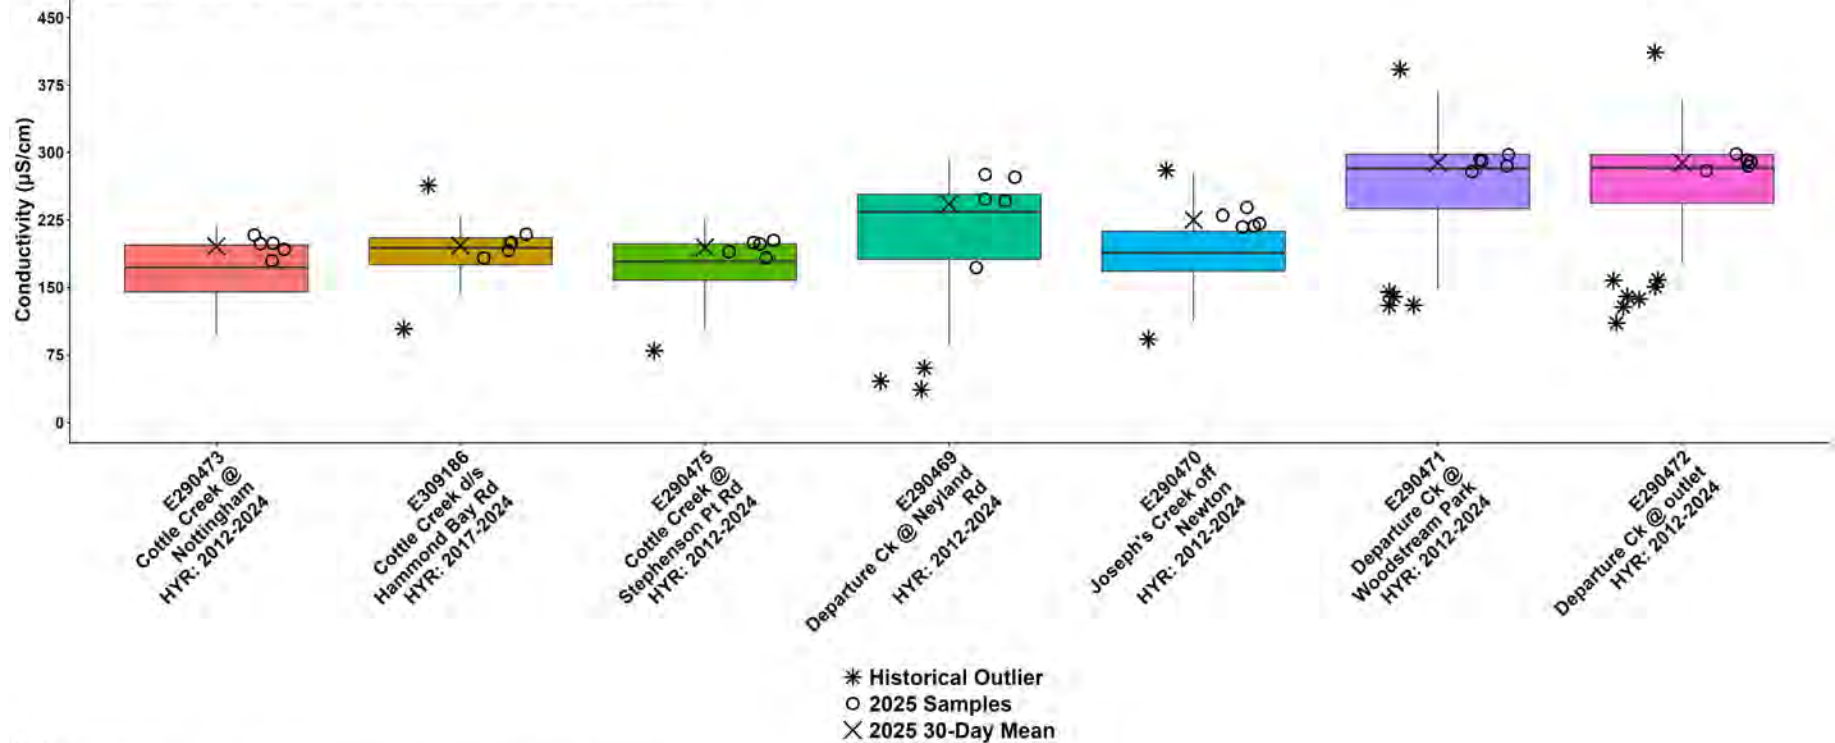 450
375
300
225
150
75
0
Conductivity (µS/cm)
E290473
Cottle Creek @
Nottingham
HYR: 2012-2024
E309186
Cottle Creek d/s
Hammond Bay Rd
HYR: 2017-2024
E290475
Cottle Creek @
Stephenson Pt Rd
HYR: 2012-2024
E290469
Departure Ck @ Neyland
Rd
HYR: 2012-2024
E290470
Joseph's Creek off
Newton
HYR: 2012-2024
E290471
Departure Ck @
Woodstream Park
HYR: 2012-2024
E290472
Departure Ck @ outlet
HYR: 2012-2024
Historical Outlier
2025 Samples
2025 30-Day Mean